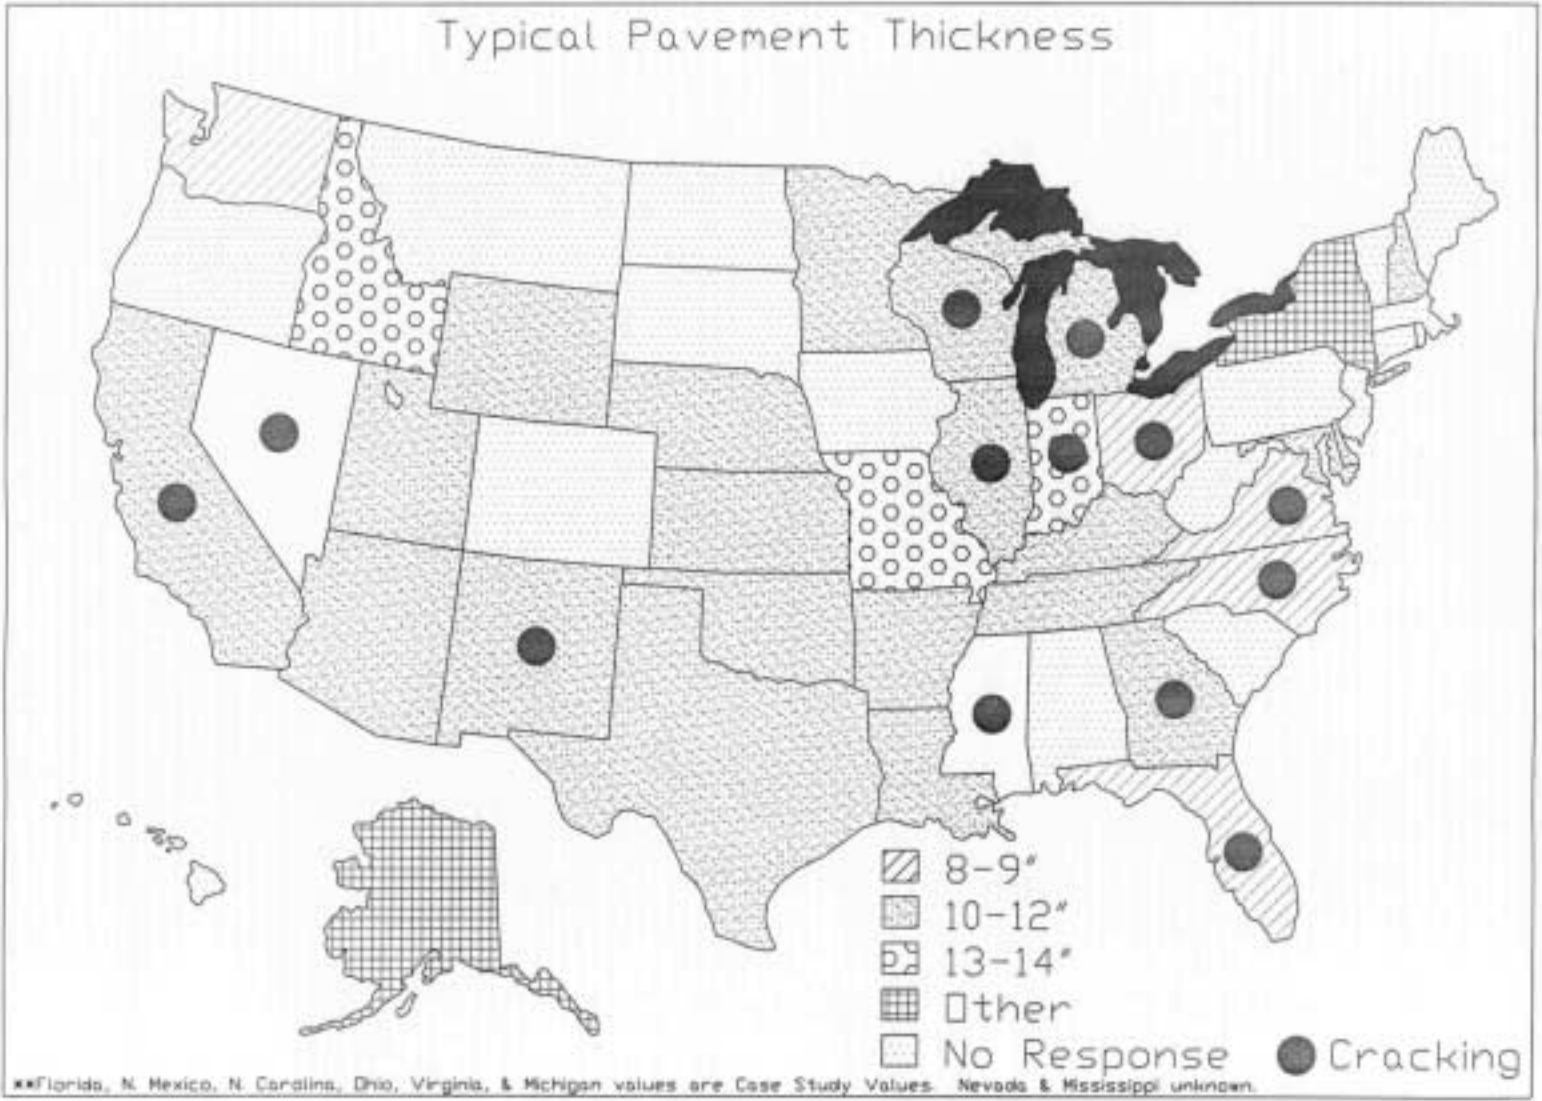 Typical Pavement Thickness
8-9"
10-12"
13-14"
Other
No Response
Cracking
**Florida, N. Mexico, N. Carolina, Ohio, Virginia, & Michigan values are Case Study Values. Nevada & Mississippi unknown.